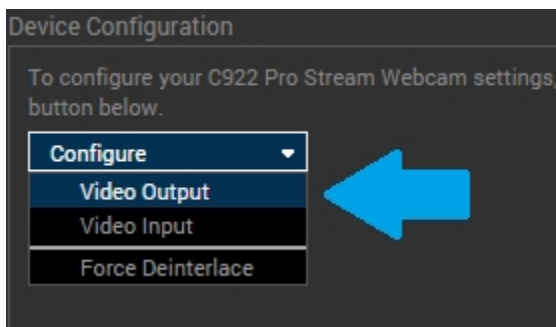 Device Configuration
To configure your C922 Pro Stream Webcam settings,
button below.
Configure
Video Output
Video Input
Force Deinterlace